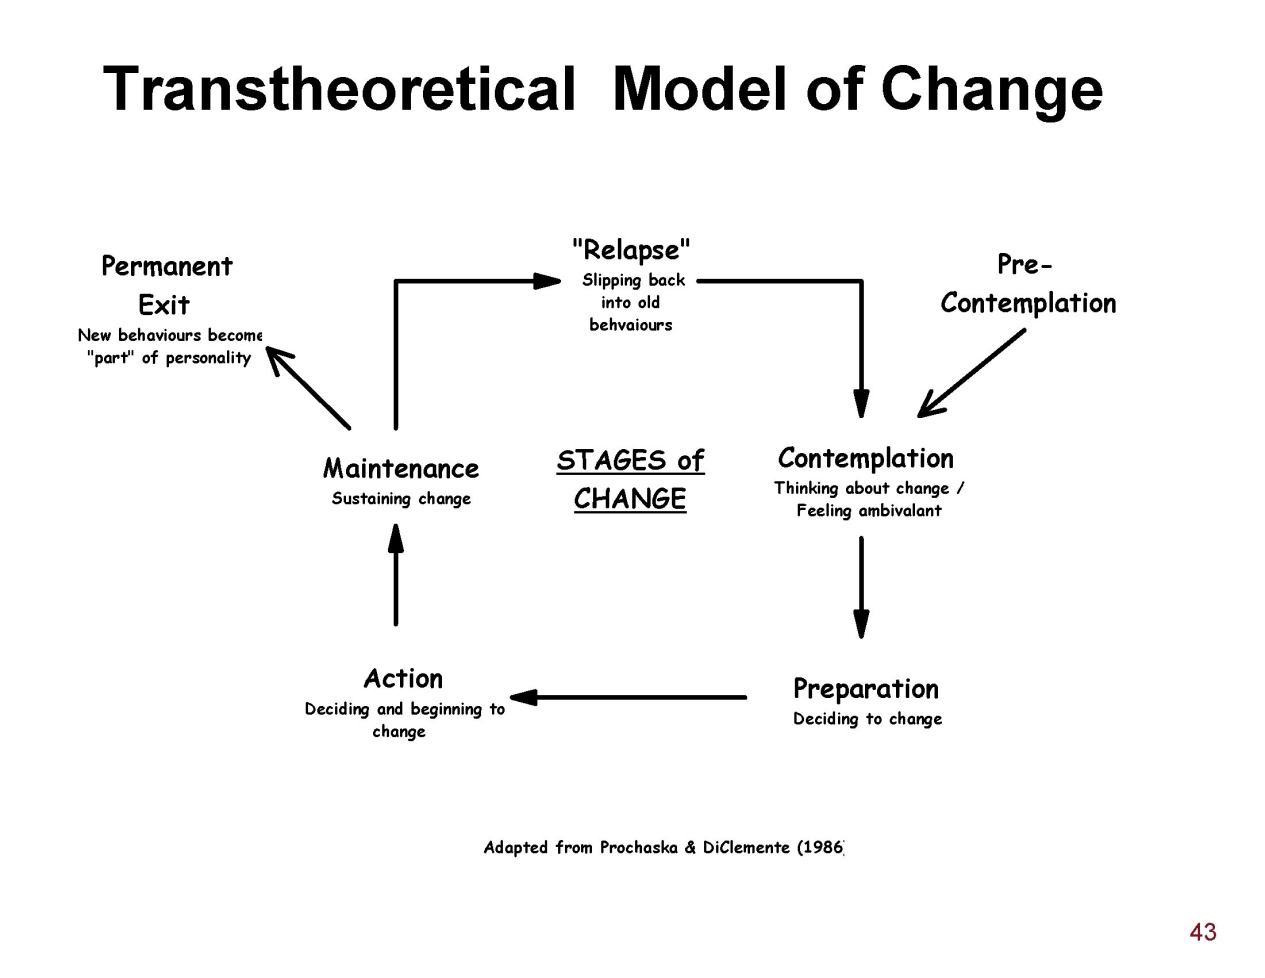 Transtheoretical Model of Change
"Relapse"
Slipping back
into old
behvaiours
Permanent
Exit
New behaviours become
"part" of personality
Pre-
Contemplation
Maintenance
Sustaining change
STAGES of
CHANGE
Contemplation
Thinking about change /
Feeling ambivalant
Action
Deciding and beginning to
change
Preparation
Deciding to change
Adapted from Prochaska & DiClemente (1986)
43